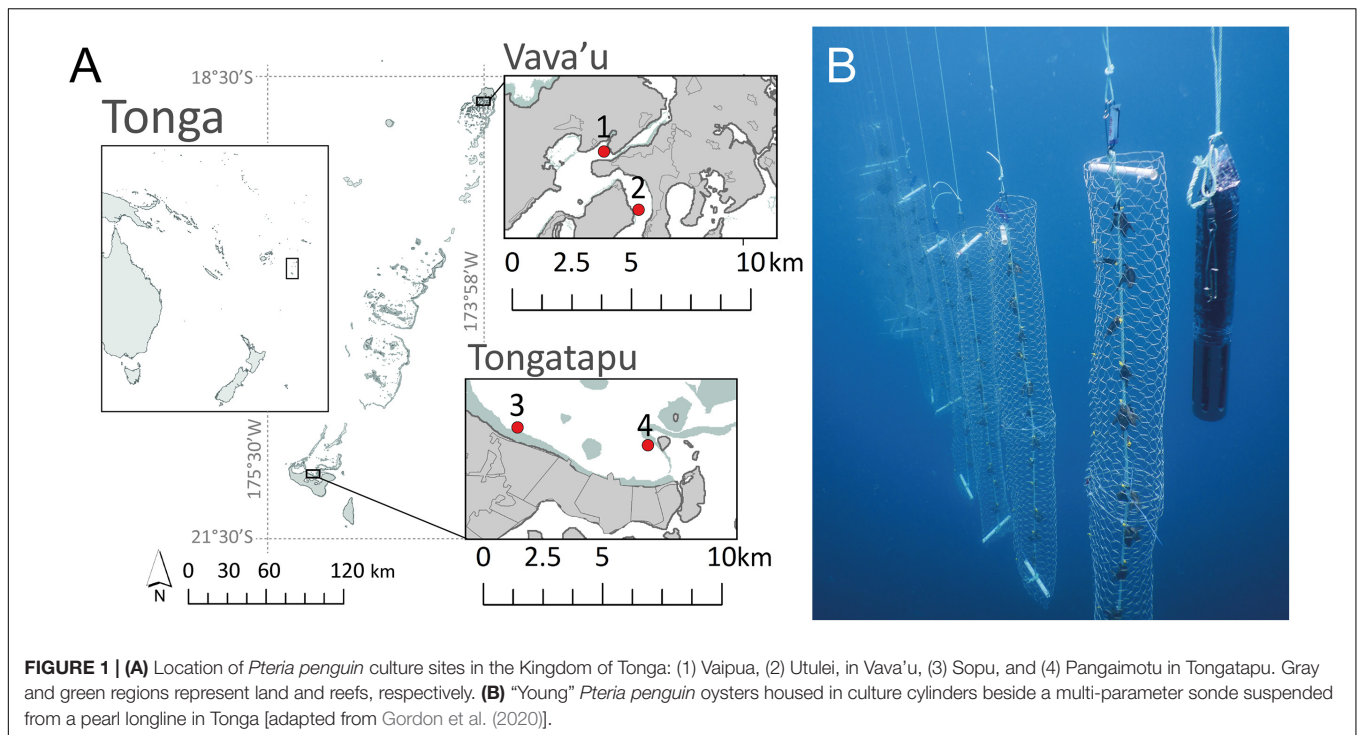 A
18°30'S
Tonga
Vava'u
1
2
0 2.5 5 10 km
173°58'W
Tongatapu
3
4
0 2.5 5 10km
175°30'W
21°30'S
N
0 30 60 120 km
B
FIGURE 1 | (A) Location of Pteria penguin culture sites in the Kingdom of Tonga: (1) Vaipua, (2) Utulei, in Vava'u, (3) Sopu, and (4) Pangaimotu in Tongatapu. Gray
and green regions represent land and reefs, respectively. (B) “Young” Pteria penguin oysters housed in culture cylinders beside a multi-parameter sonde suspended
from a pearl longline in Tonga [adapted from Gordon et al. (2020)].